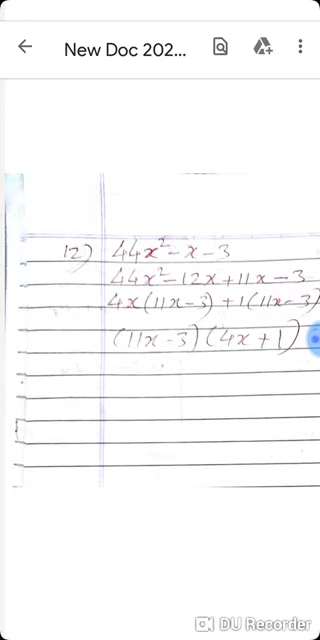 New Doc 202...
12) 44x² - x - 3
44x² - 12x + 11x - 3
4x(11x - 3) + 1(11x - 3)
(11x - 3) (4x + 1)
DU Recorder